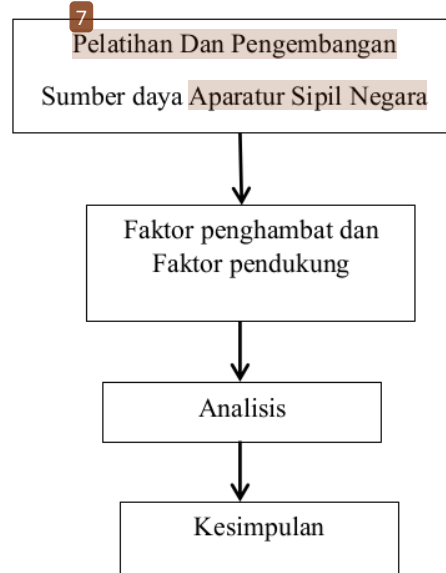 7
Pelatihan Dan Pengembangan
Sumber daya Aparatur Sipil Negara
Faktor penghambat dan
Faktor pendukung
Analisis
Kesimpulan